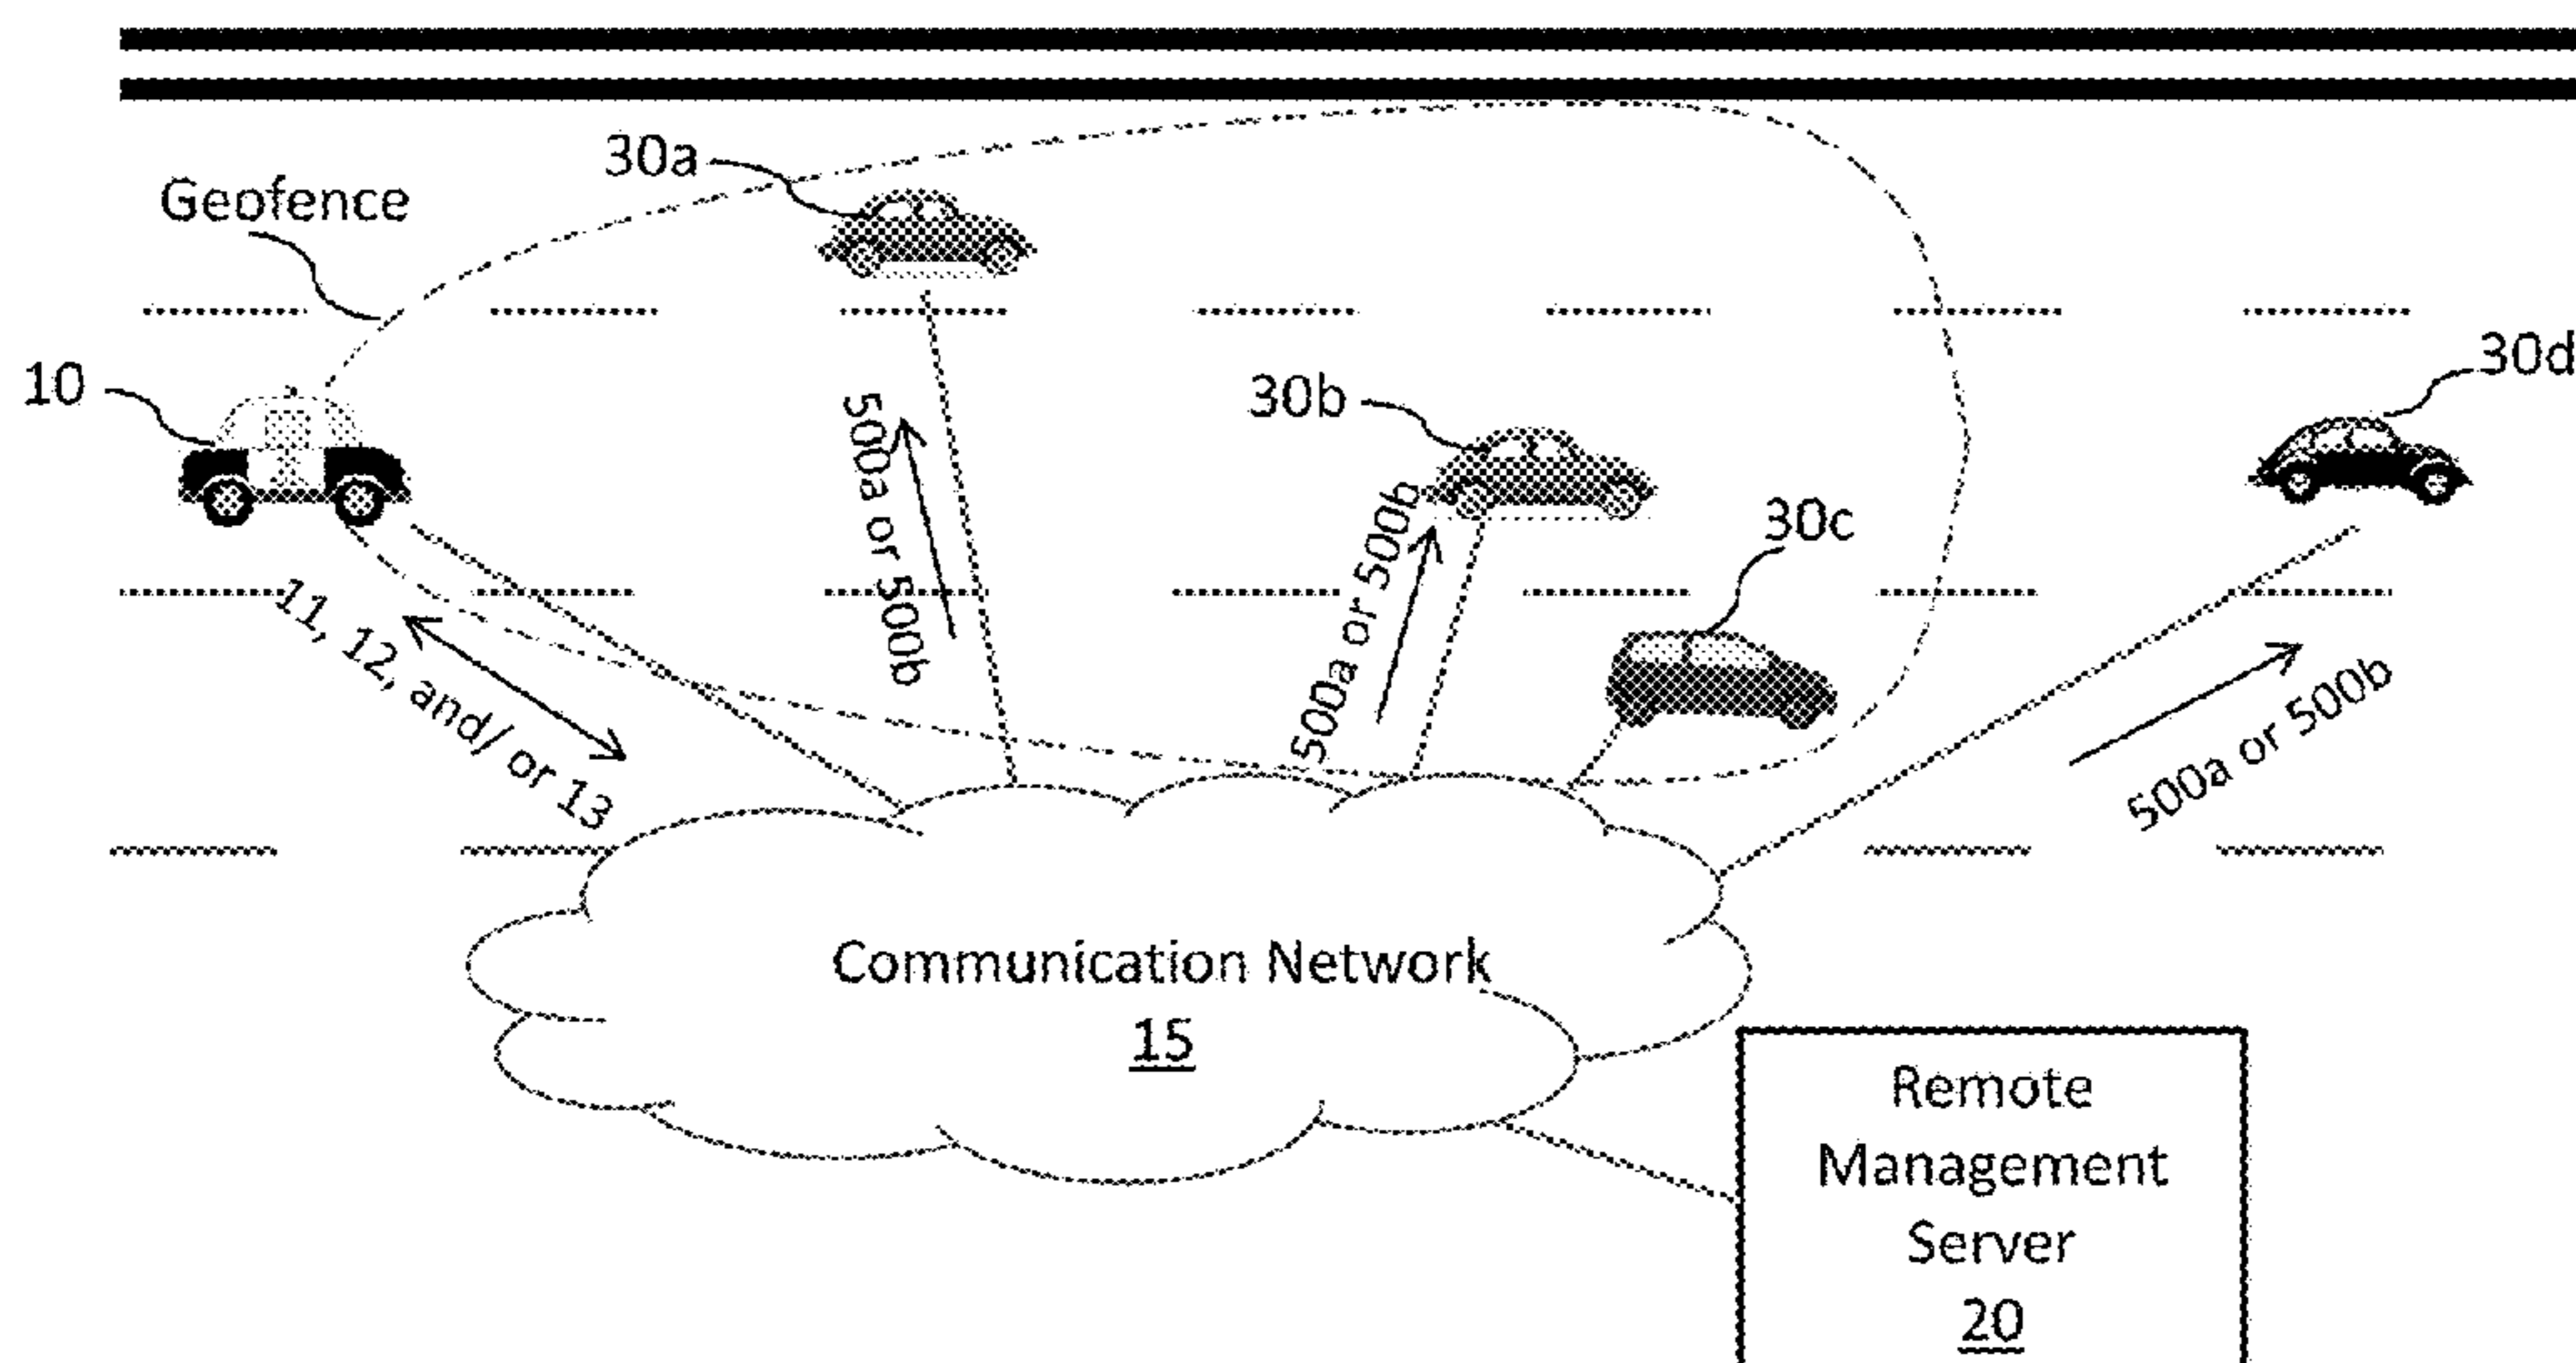 30a
Geofence
10
30b
30d
30c
500a or 500b
500a or 500b
11, 12, and/ or 13
500a or 500b
Communication Network
15
Remote
Management
Server
20